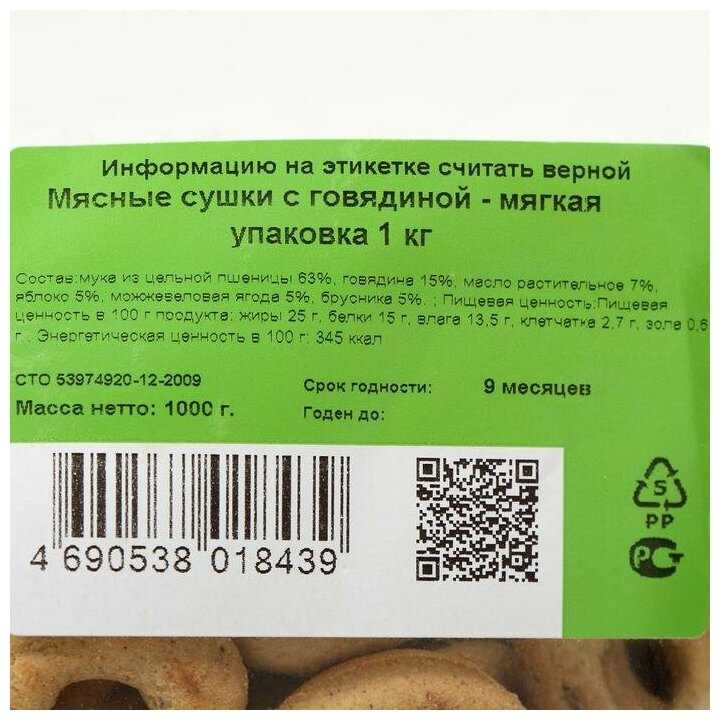 Информацию на этикетке считать верной
Мясные сушки с говядиной - мягкая
упаковка 1 кг
Состав:мука из цельной пшеницы 63%, говядина 15%, масло растительное 7%,
яблоко 5%, можжевеловая ягода 5%, брусника 5%. ; Пищевая ценность:Пищевая
ценность в 100 г продукта: жиры 25 г, белки 15 г, влага 13,5 г, клетчатка 2,7 г, зола 0,6
г . Энергетическая ценность в 100 г: 345 ккал
СТО 53974920-12-2009
Срок годности: 9 месяцев
Масса нетто: 1000 г.
Годен до:
4 690538 018439
5
PP
РСТ